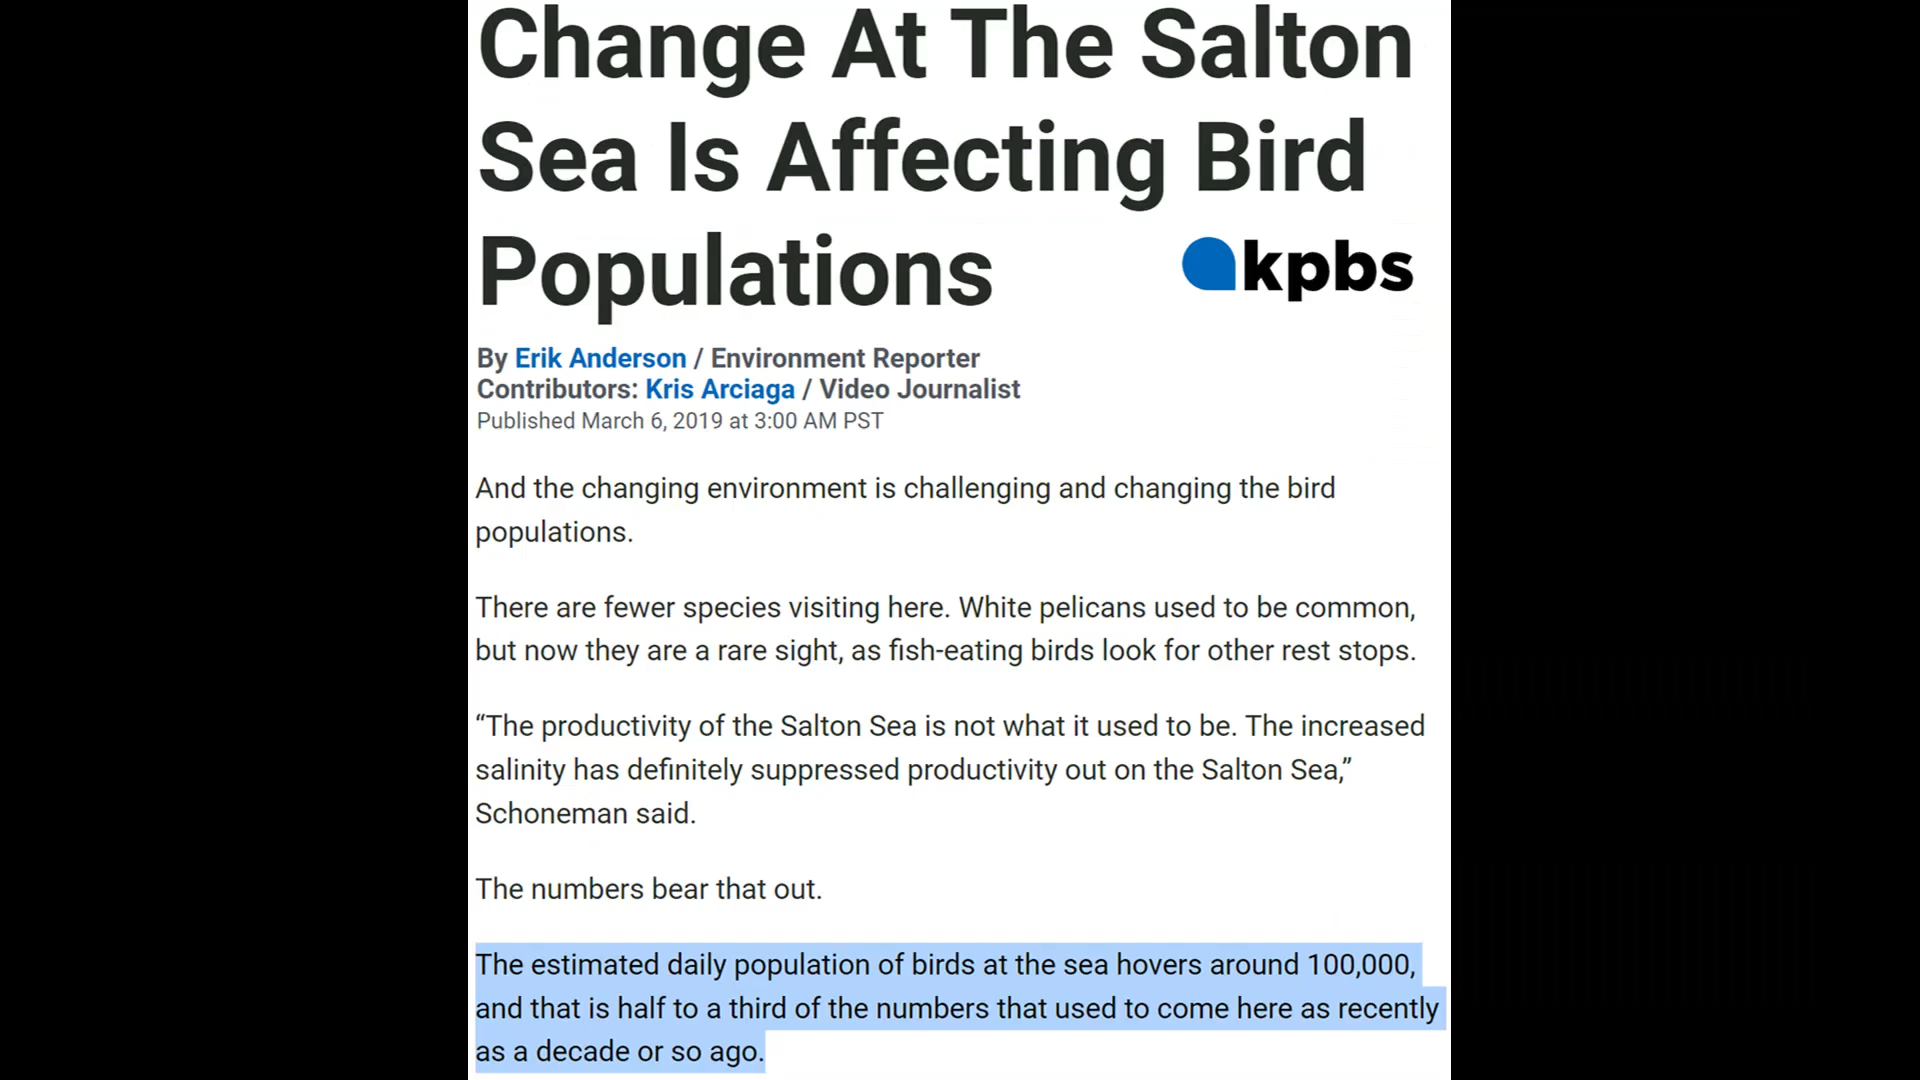 Change At The Salton
Sea Is Affecting Bird
Populations
kpbs
By Erik Anderson / Environment Reporter
Contributors: Kris Arciaga / Video Journalist
Published March 6, 2019 at 3:00 AM PST
And the changing environment is challenging and changing the bird
populations.
There are fewer species visiting here. White pelicans used to be common,
but now they are a rare sight, as fish-eating birds look for other rest stops.
“The productivity of the Salton Sea is not what it used to be. The increased
salinity has definitely suppressed productivity out on the Salton Sea,”
Schoneman said.
The numbers bear that out.
The estimated daily population of birds at the sea hovers around 100,000,
and that is half to a third of the numbers that used to come here as recently
as a decade or so ago.